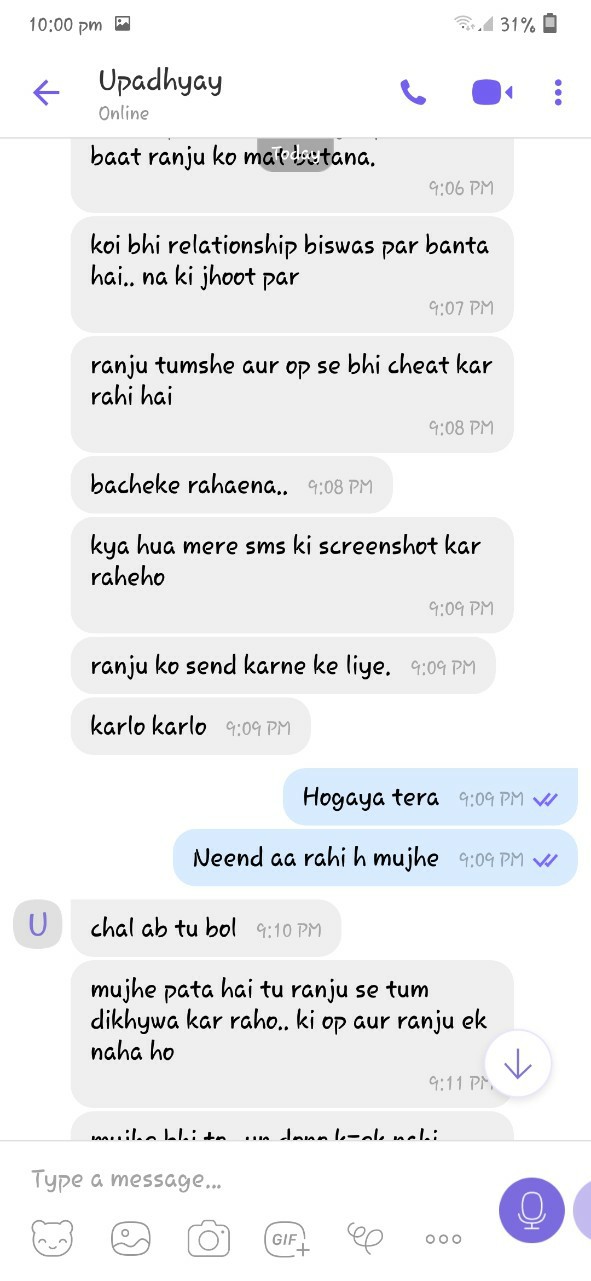 10:00 pm
31%
Upadhyay
Online
Today
baat ranju ko mat batana.
9:06 PM
koi bhi relationship biswas par banta
hai.. na ki jhoot par
9:07 PM
ranju tumshe aur op se bhi cheat kar
rahi hai
9:08 PM
bacheke rahaena.. 9:08 PM
kya hua mere sms ki screenshot kar
raheho
9:09 PM
ranju ko send karne ke liye. 9:09 PM
karlo karlo 9:09 PM
Hogaya tera 9:09 PM
Neend aa rahi h mujhe 9:09 PM
U
chal ab tu bol 9:10 PM
mujhe pata hai tu ranju se tum
dikhywa kar raho.. ki op aur ranju ek
naha ho
9:11 PM
mujhe bhi to
Type a message...
GIF+